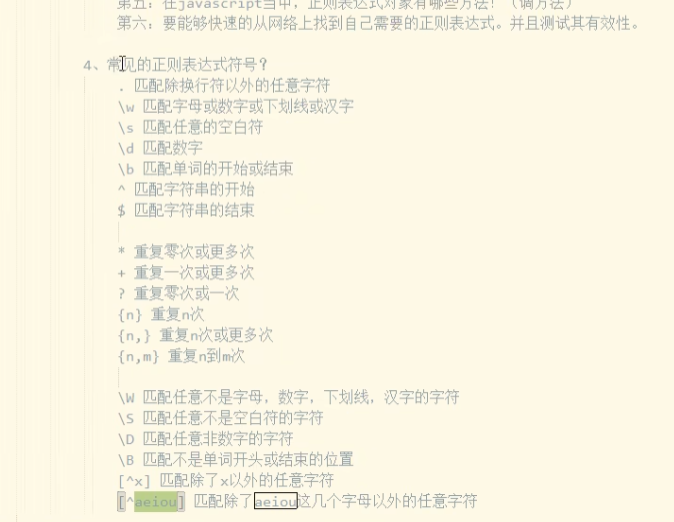 第五：在javascript当中，正则表达式对象有哪些方法！（调方法）
第六：要能够快速的从网络上找到自己需要的正则表达式。并且测试其有效性。
4、常见的正则表达式符号？
. 匹配除换行符以外的任意字符
\w 匹配字母或数字或下划线或汉字
\s 匹配任意的空白符
\d 匹配数字
\b 匹配单词的开始或结束
^ 匹配字符串的开始
$ 匹配字符串的结束
* 重复零次或更多次
+ 重复一次或更多次
? 重复零次或一次
{n} 重复n次
{n,} 重复n次或更多次
{n,m} 重复n到m次
\W 匹配任意不是字母，数字，下划线，汉字的字符
\S 匹配任意不是空白符的字符
\D 匹配任意非数字的字符
\B 匹配不是单词开头或结束的位置
[^x] 匹配除了x以外的任意字符
[^aeiou] 匹配除了aeiou这几个字母以外的任意字符